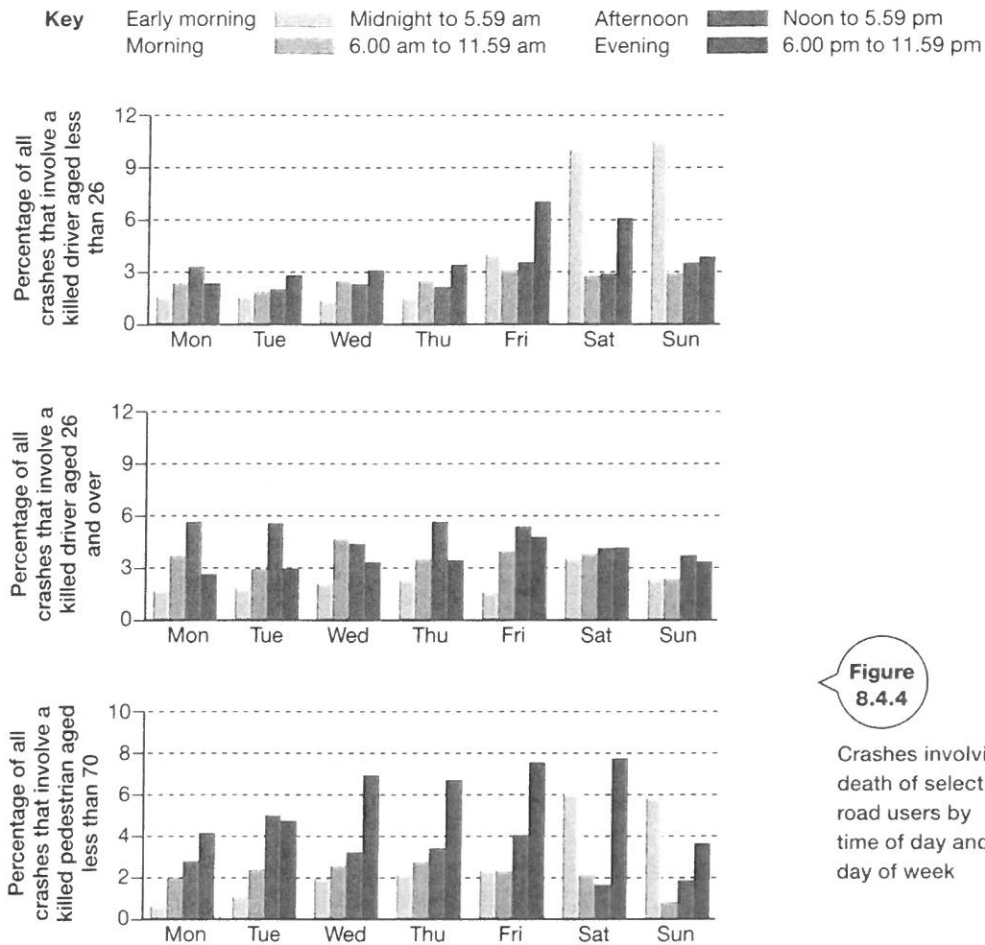 Key Early morning Midnight to 5.59 am Afternoon Noon to 5.59 pm
Morning 6.00 am to 11.59 am Evening 6.00 pm to 11.59 pm
Percentage of all
crashes that involve a
killed driver aged less
than 26
12
9
6
3
0
Mon Tue Wed Thu Fri Sat Sun
Percentage of all
crashes that involve a
killed driver aged 26
and over
12
9
6
3
0
Mon Tue Wed Thu Fri Sat Sun
Percentage of all
crashes that involve a
killed pedestrian aged
less than 70
10
8
6
4
2
0
Mon Tue Wed Thu Fri Sat Sun
Figure
8.4.4
Crashes involvi
death of select
road users by
time of day and
day of week